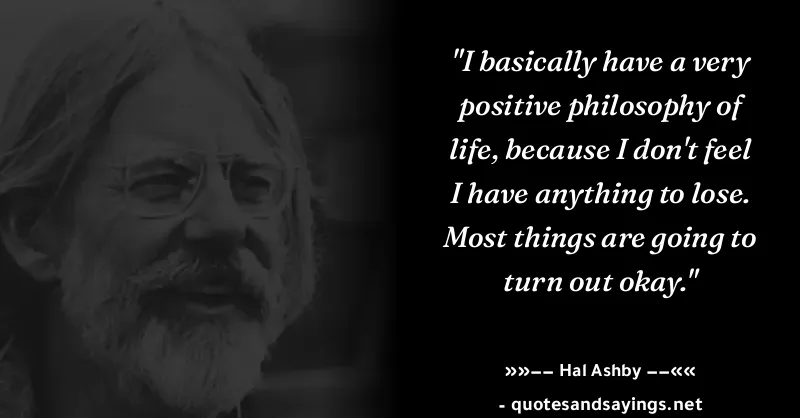 "I basically have a very
positive philosophy of
life, because I don't feel
I have anything to lose.
Most things are going to
turn out okay."
»»−− Hal Ashby −−««
- quotesandsayings.net